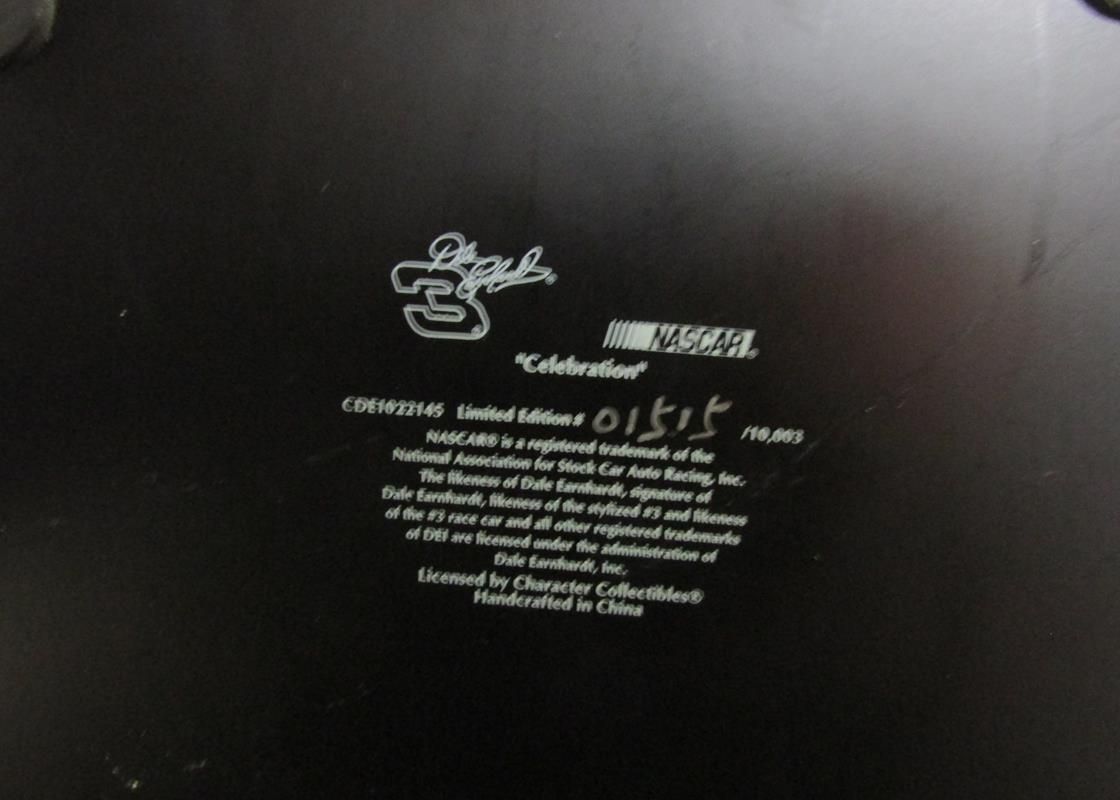 Dale Earnhardt®
3®
NASCAR®
"Celebration"
CDE1022145 Limited Edition # 01515 /10,003
NASCAR® is a registered trademark of the
National Association for Stock Car Auto Racing, Inc.
The likeness of Dale Earnhardt, signature of
Dale Earnhardt, likeness of the stylized #3 and likeness
of the #3 race car and all other registered trademarks
of DEI are licensed under the administration of
Dale Earnhardt, Inc.
Licensed by Character Collectibles®
Handcrafted in China